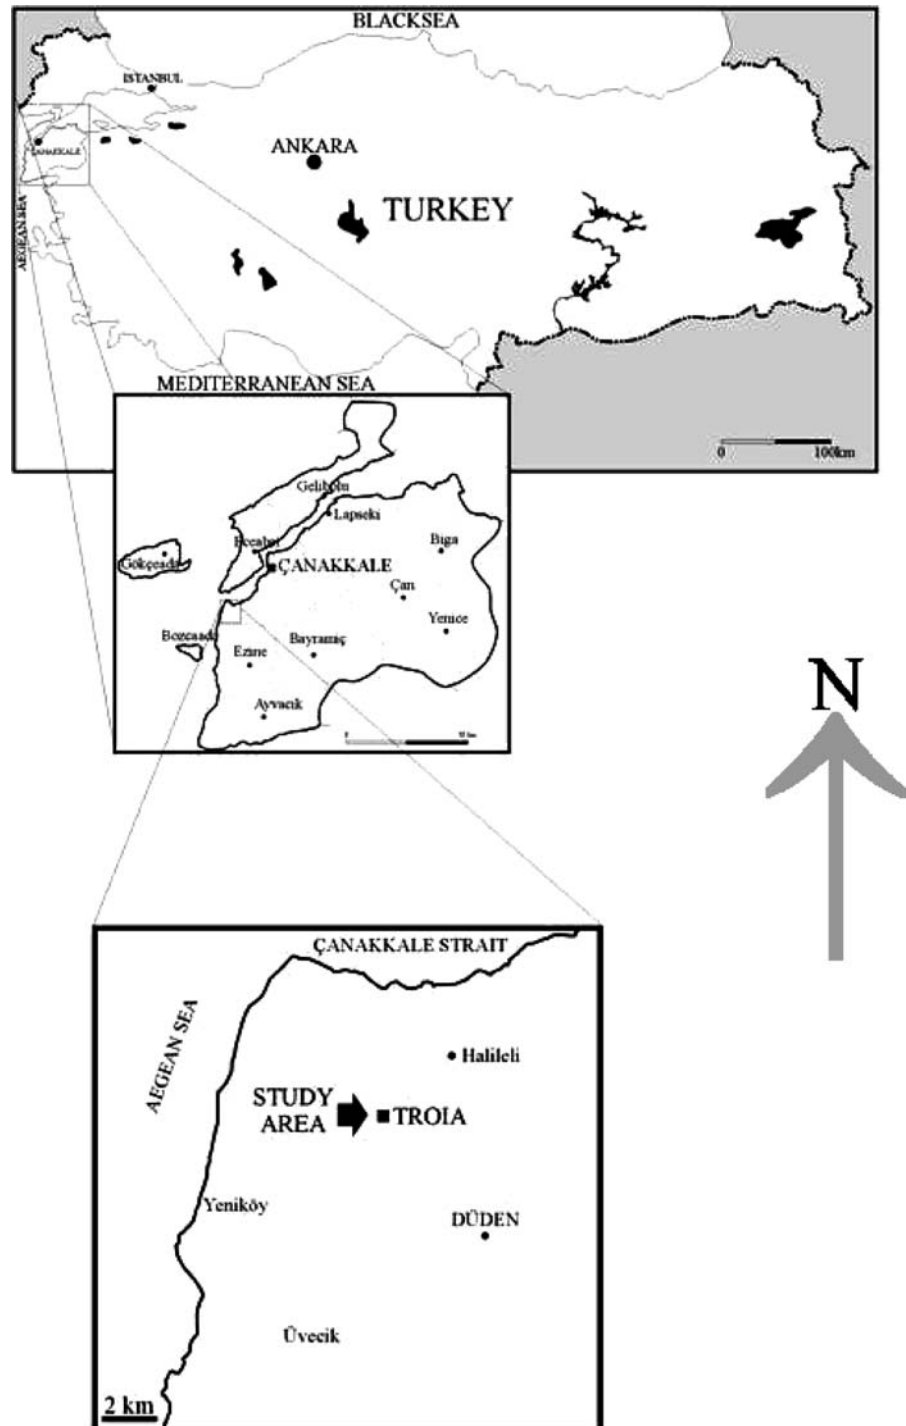 BLACKSEA
ISTANBUL
ÇANAKKALE
ANKARA
TURKEY
AEGEAN SEA
MEDITERRANEAN SEA
0 100km
Gelibolu
Lapseki
Eceabat
Biga
Gökçeada
ÇANAKKALE
Çan
Yenice
Bozcaada
Bayramiç
Ezine
Ayvacık
0
N
ÇANAKKALE STRAIT
AEGEAN SEA
Halileli
STUDY
AREA
TROIA
Yeniköy
DÜDEN
Üvecik
2 km